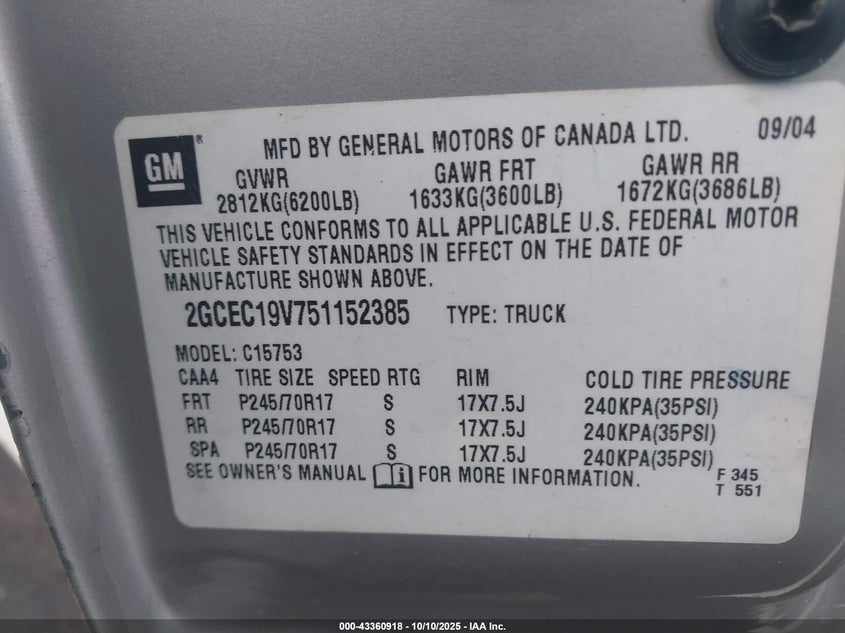 GM ® MFD BY GENERAL MOTORS OF CANADA LTD. 09/04
GVWR GAWR FRT GAWR RR
2812KG(6200LB) 1633KG(3600LB) 1672KG(3686LB)
THIS VEHICLE CONFORMS TO ALL APPLICABLE U.S. FEDERAL MOTOR
VEHICLE SAFETY STANDARDS IN EFFECT ON THE DATE OF
MANUFACTURE SHOWN ABOVE.
2GCEC19V751152385 TYPE: TRUCK
MODEL: C15753
CAA4 TIRE SIZE SPEED RTG RIM COLD TIRE PRESSURE
FRT P245/70R17 S 17X7.5J 240KPA(35PSI)
RR P245/70R17 S 17X7.5J 240KPA(35PSI)
SPA P245/70R17 S 17X7.5J 240KPA(35PSI)
SEE OWNER'S MANUAL i FOR MORE INFORMATION.
F 345
T 551
000-43360918 - 10/10/2025 - IAA Inc.